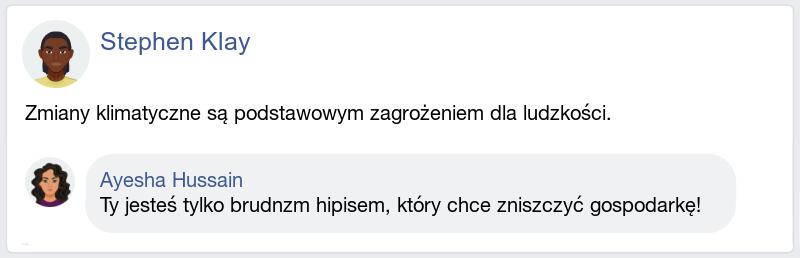 Stephen Klay
Zmiany klimatyczne są podstawowym zagrożeniem dla ludzkości.
Ayesha Hussain
Ty jesteś tylko brudnzm hipisem, który chce zniszczyć gospodarkę!